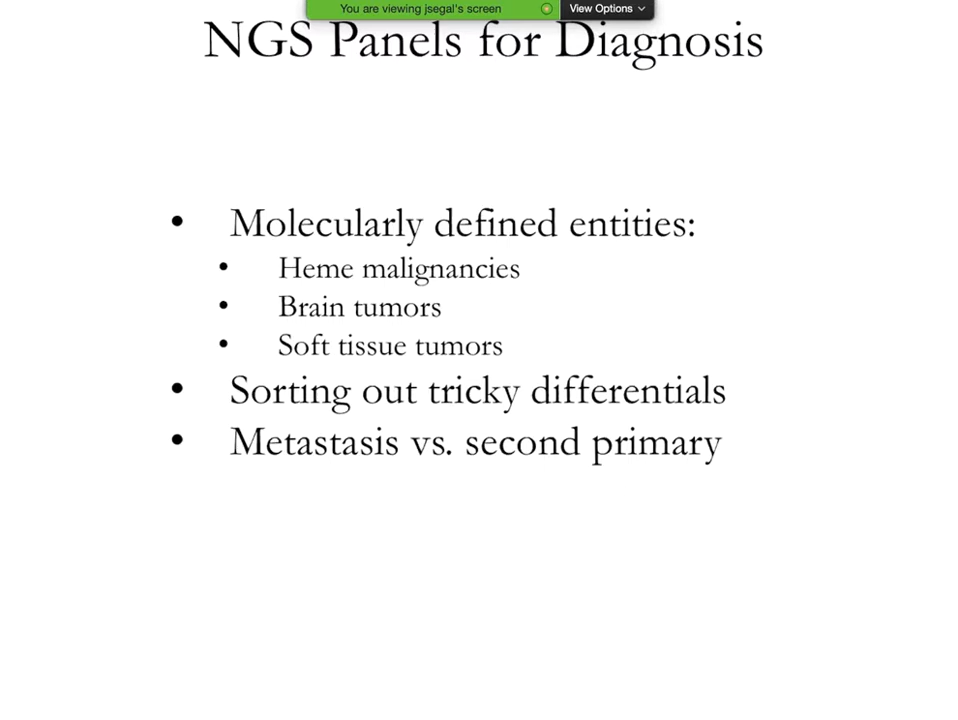 You are viewing jsegal's screen
View Options
NGS Panels for Diagnosis
• Molecularly defined entities:
• Heme malignancies
• Brain tumors
• Soft tissue tumors
• Sorting out tricky differentials
• Metastasis vs. second primary